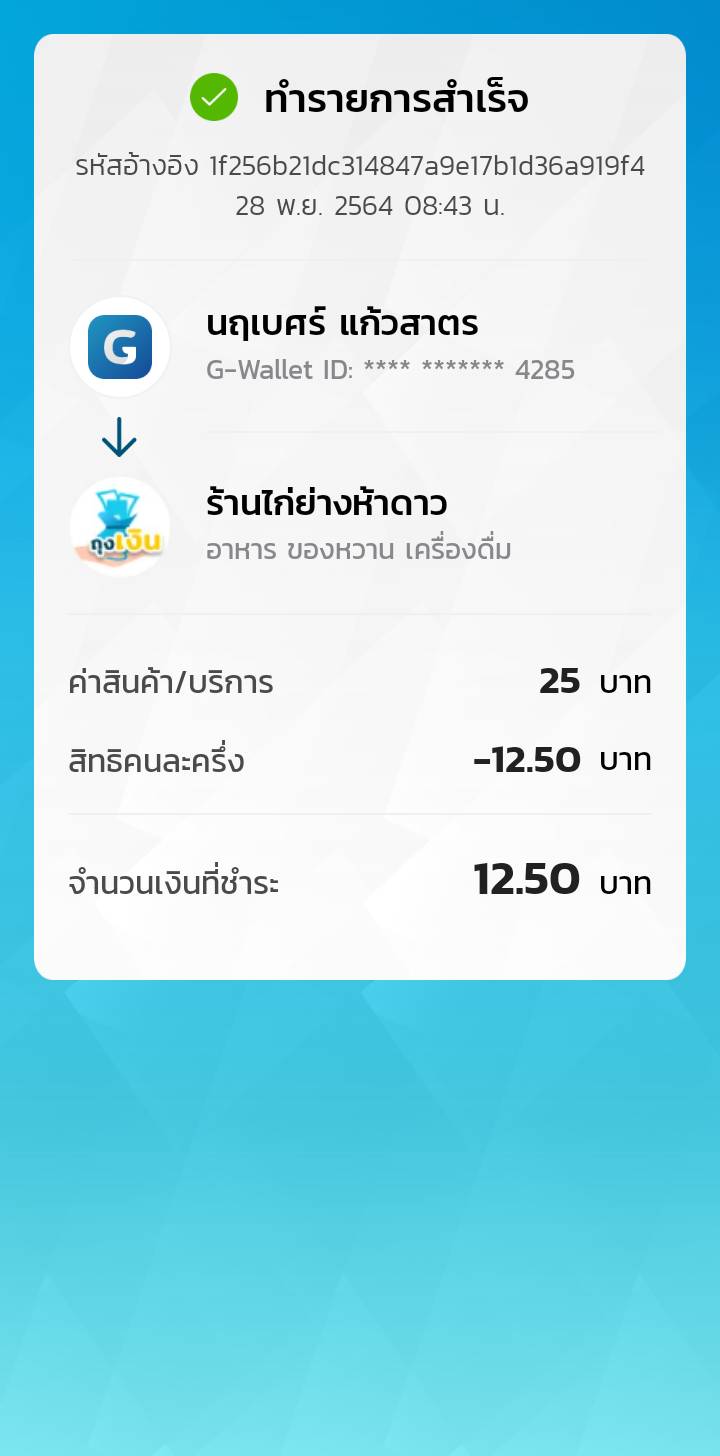 ทำรายการสำเร็จ
รหัสอ้างอิง 1f256b21dc314847a9e17b1d36a919f4
28 พ.ย. 2564 08:43 น.
G
นฤเบศร์ แก้วสาตร
G-Wallet ID: **** ******* 4285
ถุงเงิน
ร้านไก่ย่างห้าดาว
อาหาร ของหวาน เครื่องดื่ม
ค่าสินค้า/บริการ 25 บาท
สิทธิคนละครึ่ง -12.50 บาท
จำนวนเงินที่ชำระ 12.50 บาท